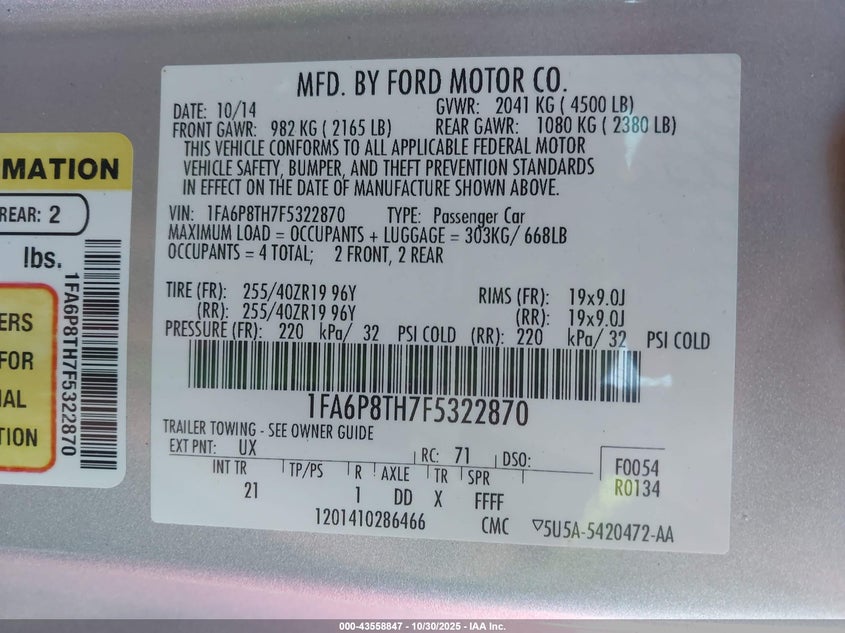 MFD. BY FORD MOTOR CO.
DATE: 10/14 GVWR: 2041 KG ( 4500 LB)
FRONT GAWR: 982 KG ( 2165 LB) REAR GAWR: 1080 KG ( 2380 LB)
THIS VEHICLE CONFORMS TO ALL APPLICABLE FEDERAL MOTOR
VEHICLE SAFETY, BUMPER, AND THEFT PREVENTION STANDARDS
IN EFFECT ON THE DATE OF MANUFACTURE SHOWN ABOVE.
VIN: 1FA6P8TH7F5322870 TYPE: Passenger Car
MAXIMUM LOAD = OCCUPANTS + LUGGAGE = 303KG/ 668LB
OCCUPANTS = 4 TOTAL; 2 FRONT, 2 REAR
TIRE (FR): 255/40ZR19 96Y RIMS (FR): 19x9.0J
(RR): 255/40ZR19 96Y (RR): 19x9.0J
PRESSURE (FR): 220 kPa/ 32 PSI COLD (RR): 220 kPa/ 32 PSI COLD
1FA6P8TH7F5322870
TRAILER TOWING - SEE OWNER GUIDE
EXT PNT: UX RC: 71 DSO:
INT TR TP/PS R AXLE TR SPR
21 1 DD X FFFF
F0054
R0134
1201410286466 CMC ▽5U5A-5420472-AA
MATION
REAR: 2
lbs.
1FA6P8TH7F5322870
ERS
FOR
IAL
TION
000-43558847 - 10/30/2025 - IAA Inc.